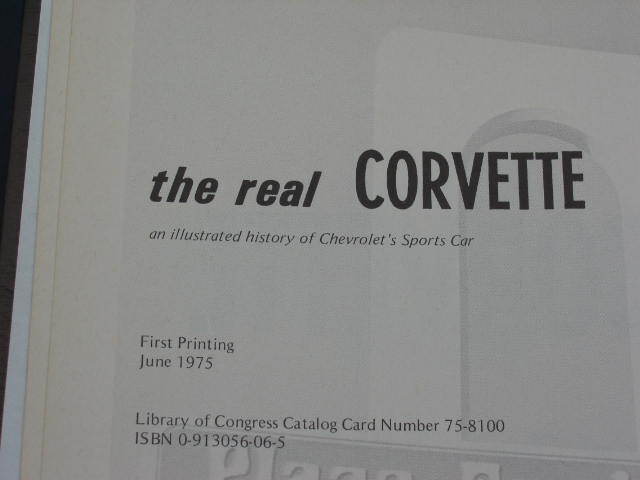 the real CORVETTE
an illustrated history of Chevrolet's Sports Car
First Printing
June 1975
Library of Congress Catalog Card Number 75-8100
ISBN 0-913056-06-5